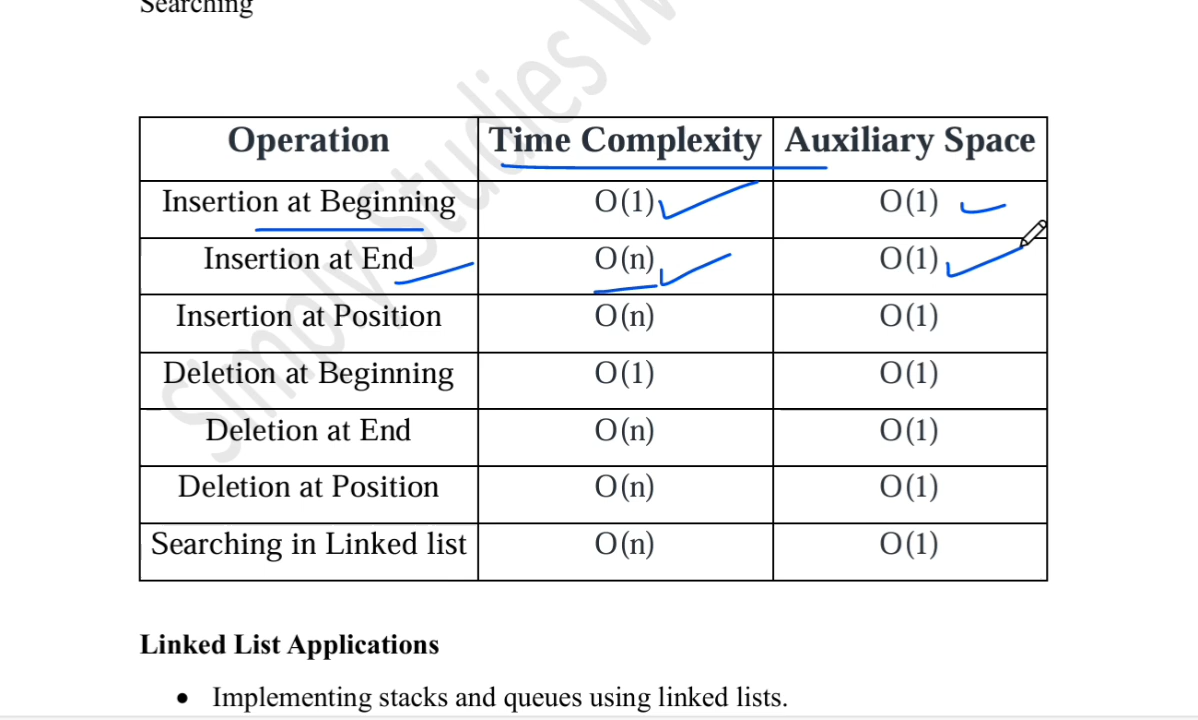 Searching
Simply Studies W
Operation Time Complexity Auxiliary Space
Insertion at Beginning O(1) O(1)
Insertion at End O(n) O(1)
Insertion at Position O(n) O(1)
Deletion at Beginning O(1) O(1)
Deletion at End O(n) O(1)
Deletion at Position O(n) O(1)
Searching in Linked list O(n) O(1)
Linked List Applications
• Implementing stacks and queues using linked lists.